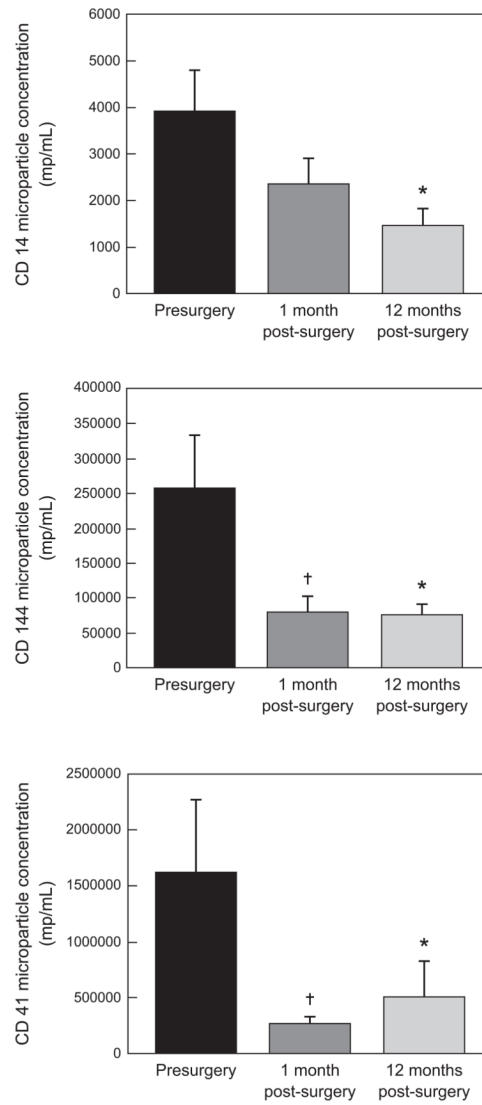 CD 14 microparticle concentration
(mp/mL)
6000
5000
4000
3000
2000
1000
0
*
Presurgery
1 month
post-surgery
12 months
post-surgery
CD 144 microparticle concentration
(mp/mL)
400000
350000
300000
250000
200000
150000
100000
50000
0
†
*
Presurgery
1 month
post-surgery
12 months
post-surgery
CD 41 microparticle concentration
(mp/mL)
2500000
2000000
1500000
1000000
500000
0
†
*
Presurgery
1 month
post-surgery
12 months
post-surgery